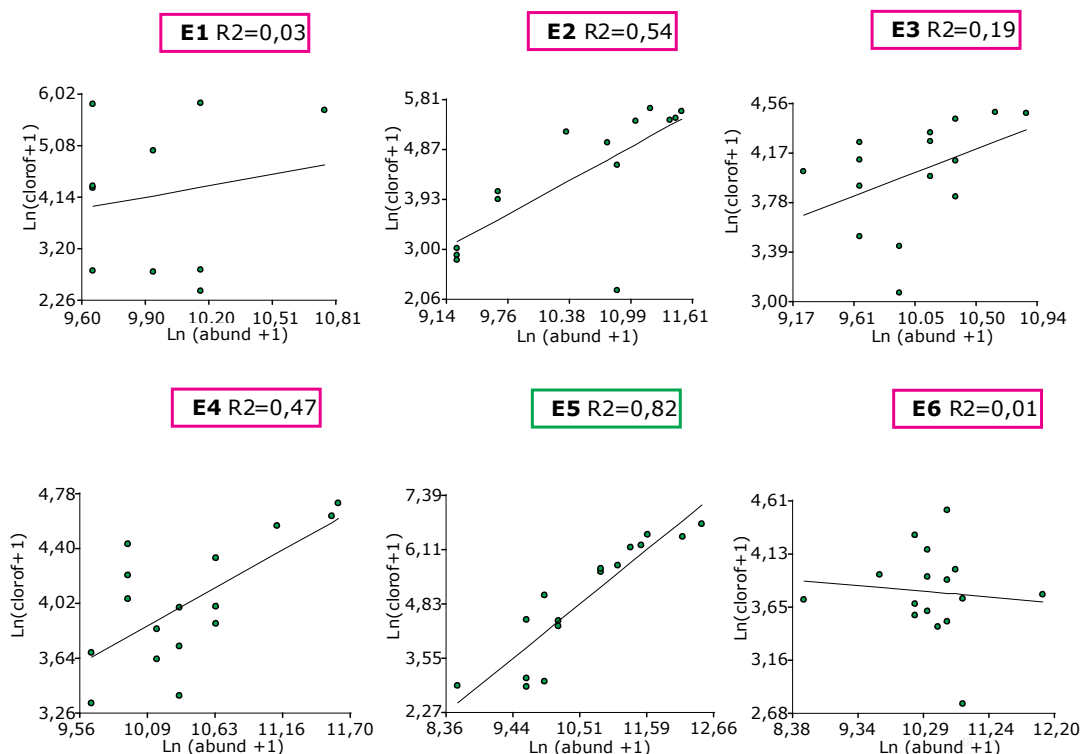 E1 R2=0,03
E2 R2=0,54
E3 R2=0,19
Ln(clorof+1)
6,02
5,08
4,14
3,20
2,26
9,60 9,90 10,20 10,51 10,81
Ln (abund +1)
Ln(clorof+1)
5,81
4,87
3,93
3,00
2,06
9,14 9,76 10.38 10,99 11,61
Ln (abund +1)
Ln(clorof+1)
4,56
4,17
3,78
3,39
3,00
9,17 9,61 10.05 10,50 10,94
Ln (abund +1)
E4 R2=0,47
E5 R2=0,82
E6 R2=0,01
Ln(clorof+1)
4,78
4,40
4,02
3,64
3,26
9,56 10,09 10,63 11,16 11,70
Ln (abund +1)
Ln(clorof+1)
7,39
6,11
4,83
3,55
2,27
8,36 9,44 10,51 11,59 12,66
Ln (abund +1)
Ln(clorof+1)
4,61
4,13
3,65
3,16
2,68
8,38 9,34 10,29 11,24 12,20
Ln (abund +1)